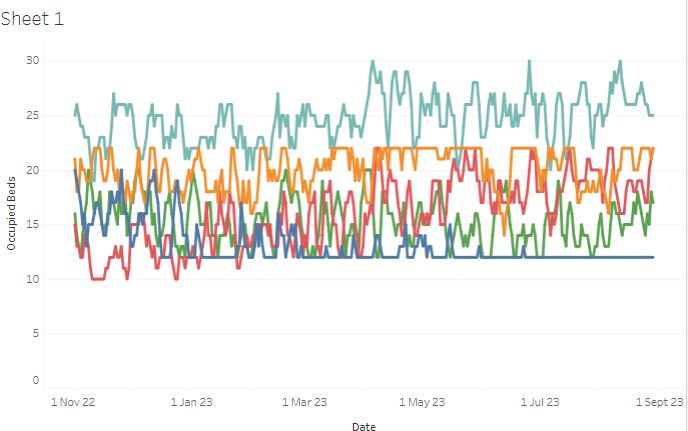 Sheet 1
30
25
20
15
10
5
0
Occupied Beds
1 Nov 22
1 Jan 23
1 Mar 23
1 May 23
1 Jul 23
1 Sept 23
Date